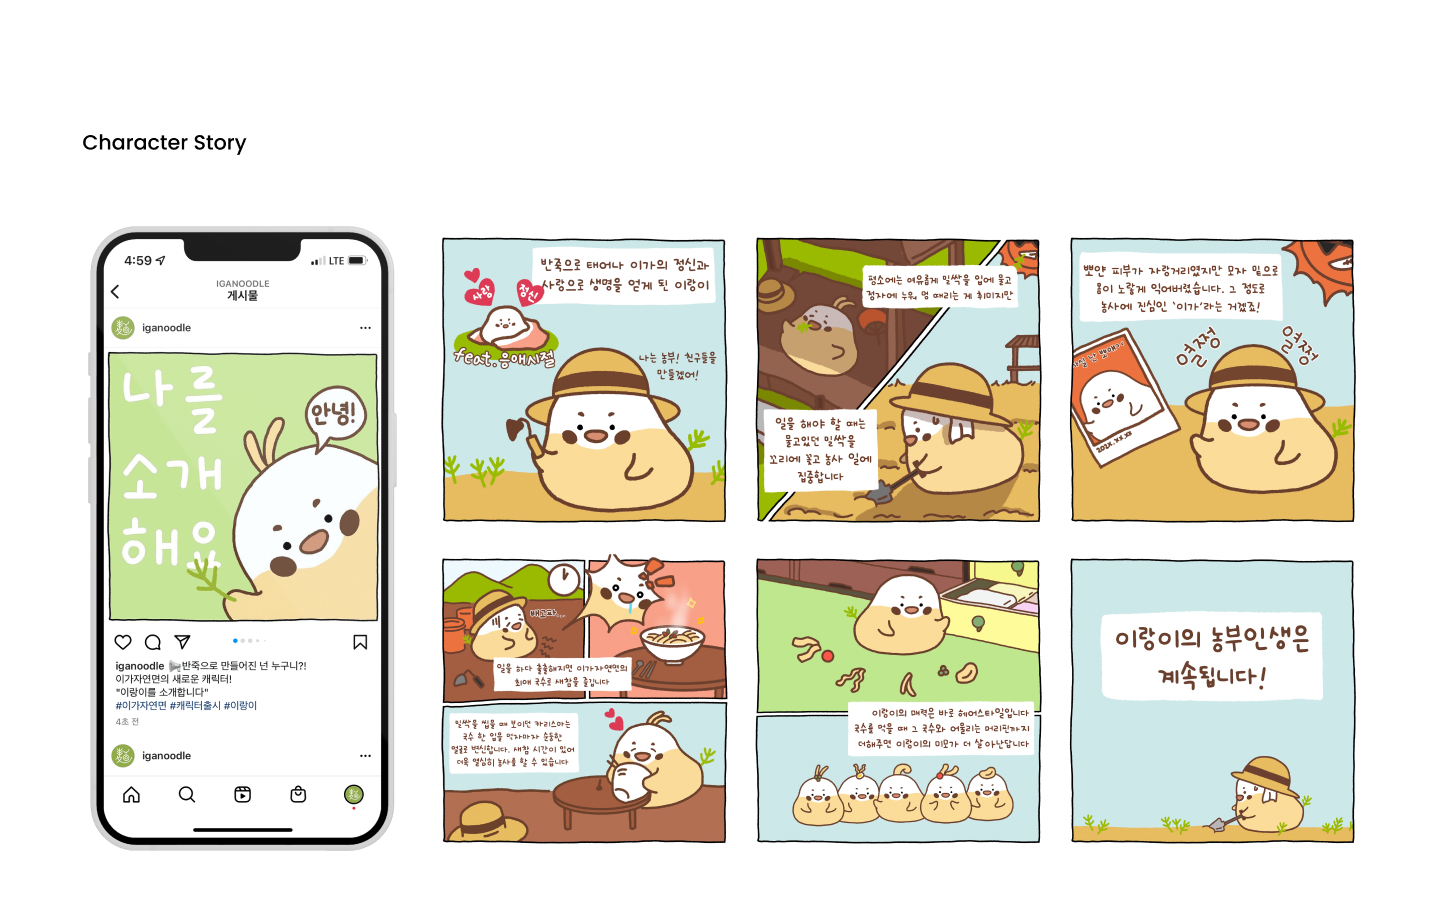 Character Story
4:59
LTE
IGANOODLE
게시물
iganoodle
나를
소개
해요
안녕!
iganoodle 반죽으로 만들어진 넌 누구니?!
이가자연면의 새로운 캐릭터!
"이랑이를 소개합니다"
#이가자연면 #캐릭터출시 #이랑이
4초 전
iganoodle
반죽으로 태어나 이가의 정신과
사랑으로 생명을 얻게 된 이랑이
사랑
정신
feat.응애시절
나는 농부! 친구들을
만들겠어!
평소에는 여유롭게 밀싹을 입에 물고
정자에 누워 멍 때리는 게 취미지만
일을 해야 할 때는
물고있던 밀싹을
꼬리에 꽂고 농사 일에
집중합니다
뽀얀 피부가 자랑거리였지만 모자 밑으로
몸이 노랗게 익어버렸습니다. 그 정도로
농사에 진심인 '이가'라는 거겠죠!
202X.XX.XX
열쩡
열쩡
배고파...
일을 하다 출출해지면 이가자연면의
최애 국수로 새참을 즐깁니다
밀싹을 씹을 때 보이던 카리스마는
국수 한 입을 먹자마자 순둥한
얼굴로 변신합니다. 새참 시간이 있어
더욱 열심히 농사를 할 수 있습니다
이랑이의 매력은 바로 헤어스타일입니다
국수를 먹을 때 그 국수와 어울리는 머리핀까지
더해주면 이랑이의 미모가 더 살아난답니다
이랑이의 농부인생은
계속됩니다!